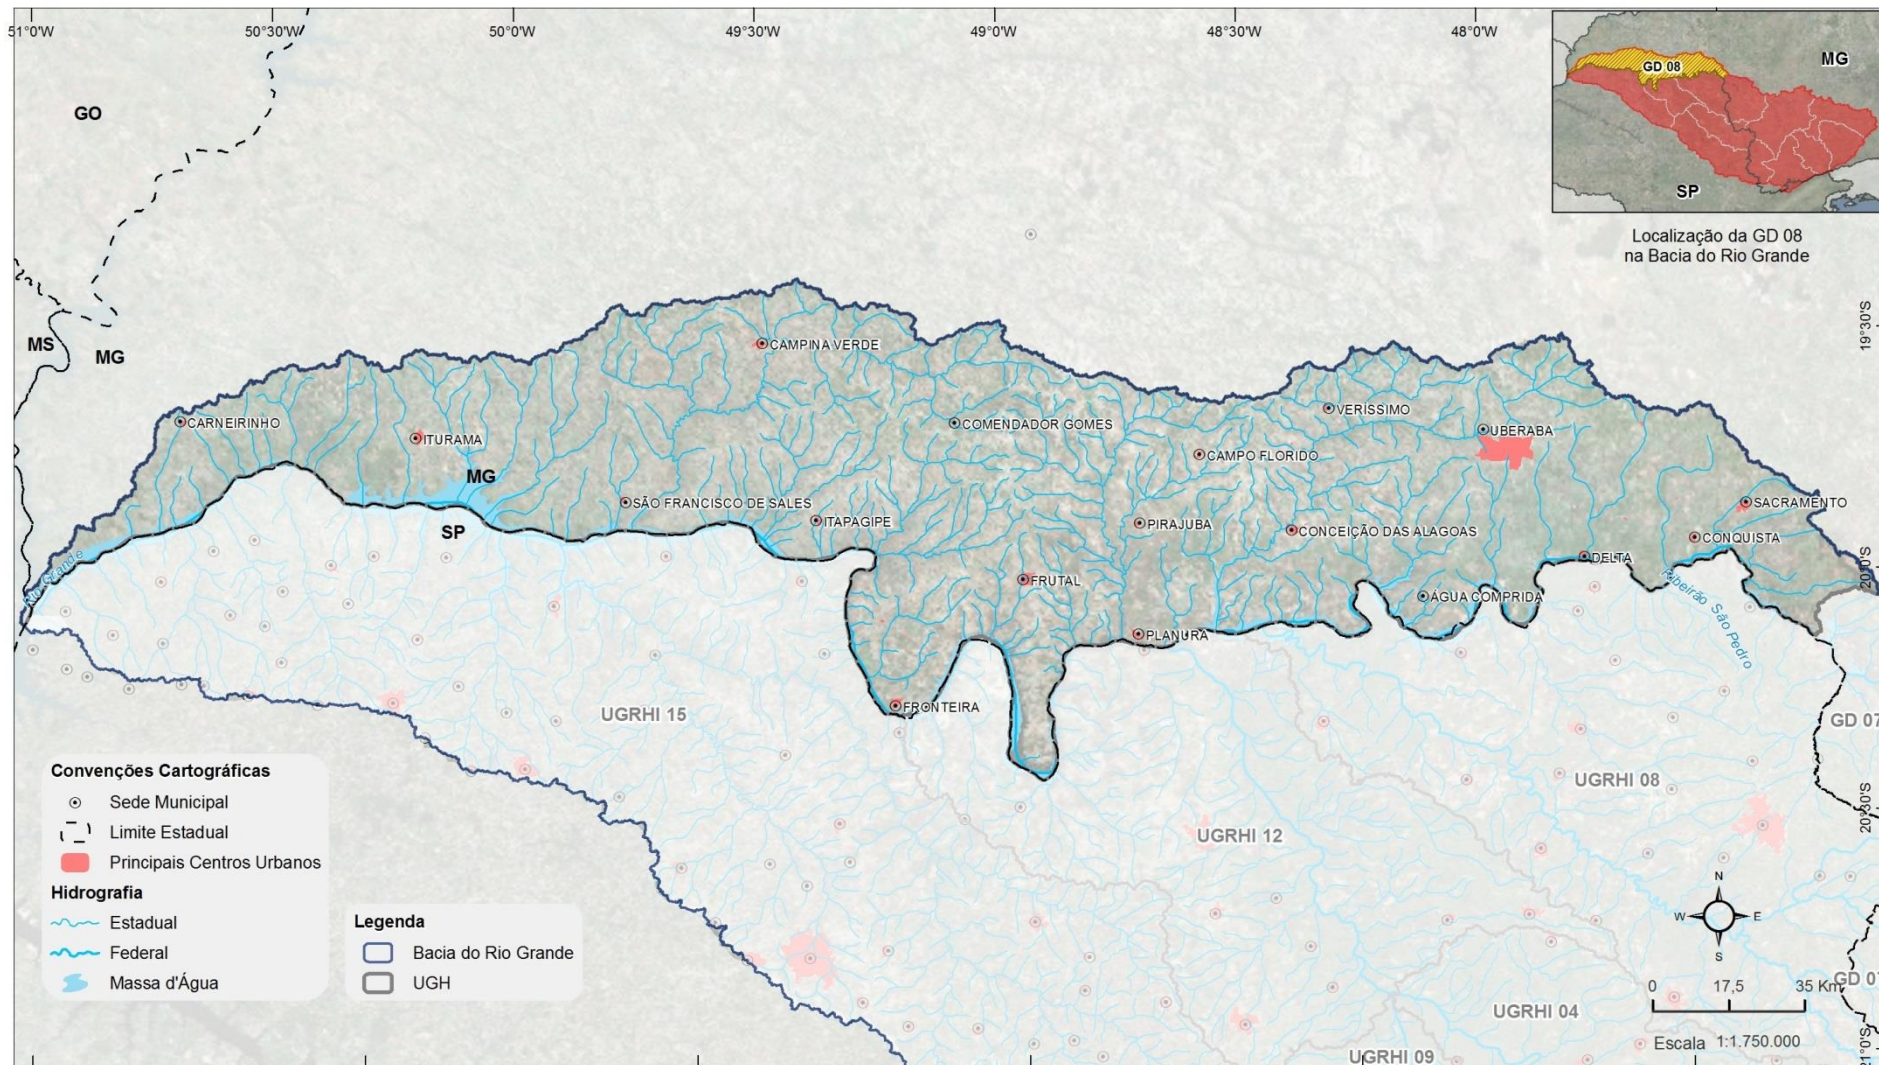 51°0'W
50°30'W
50°0'W
49°30'W
49°0'W
48°30'W
48°0'W
GO
MS
MG
MG
SP
GD 08
Localização da GD 08
na Bacia do Rio Grande
19°30'S
20°0'S
20°30'S
21°0'S
CAMPINA VERDE
CARNEIRINHO
ITURAMA
COMENDADOR GOMES
VERÍSSIMO
UBERABA
CAMPO FLORIDO
MG
SP
SÃO FRANCISCO DE SALES
ITAPAGIPE
PIRAJUBA
CONCEIÇÃO DAS ALAGOAS
SACRAMENTO
CONQUISTA
DELTA
FRUTAL
ÁGUA COMPRIDA
PLANURA
FRONTEIRA
Rio Grande
Ribeirão São Pedro
UGRHI 15
GD 07
UGRHI 08
UGRHI 12
GD 07
UGRHI 04
UGRHI 09
Convenções Cartográficas
Sede Municipal
Limite Estadual
Principais Centros Urbanos
Hidrografia
Estadual
Federal
Massa d'Água
Legenda
Bacia do Rio Grande
UGH
N
W
E
S
0 17,5 35 Km
Escala 1:1.750.000